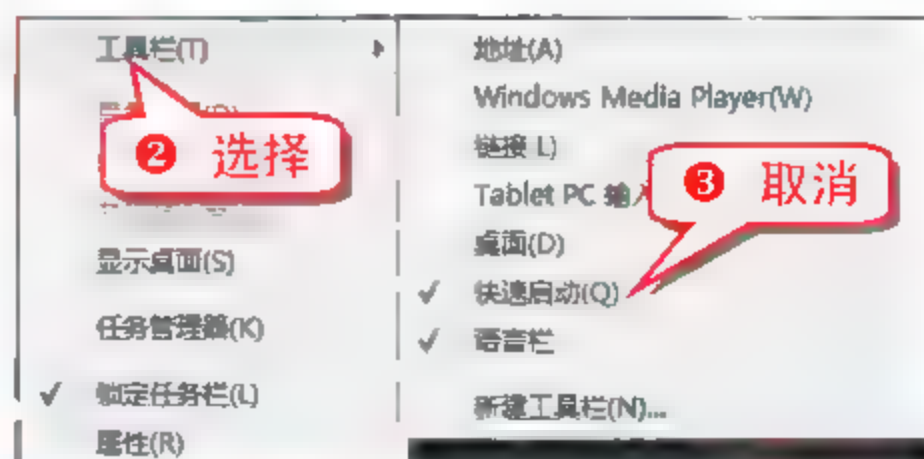 工具栏(T)
❷ 选择
显示桌面(S)
任务管理器(K)
锁定任务栏(L)
属性(R)
地址(A)
Windows Media Player(W)
链接 L)
Tablet PC 输入
❸ 取消
桌面(D)
快速启动(Q)
语言栏
新建工具栏(N)...